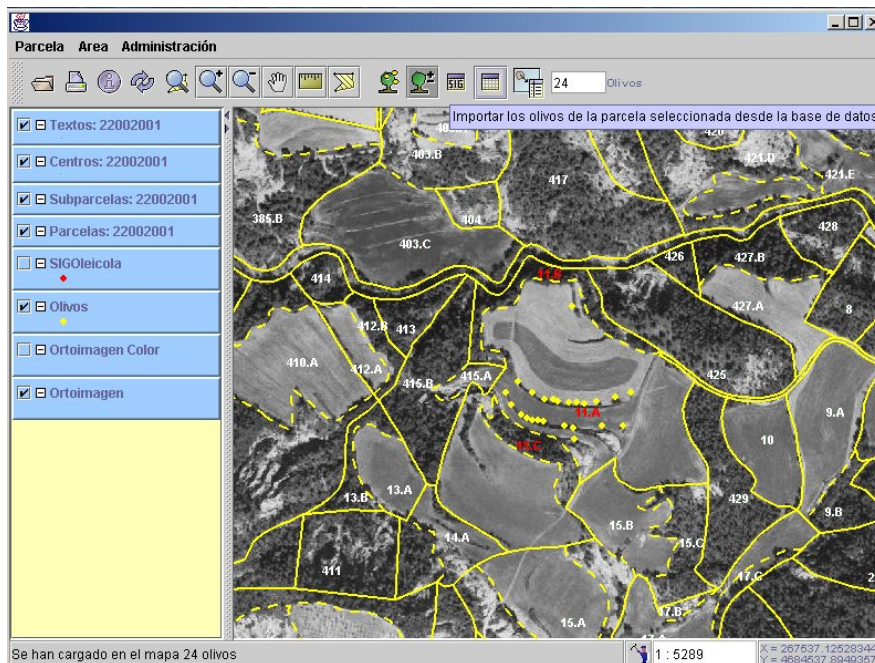 Parcela Area Administración
SIG
24 Olivos
Importar los olivos de la parcela seleccionada desde la base de datos
Textos: 22002001
Centros: 22002001
Subparcelas: 22002001
Parcelas: 22002001
SIGOleicola
Olivos
Ortoimagen Color
Ortoimagen
403.B
417
420
421.D
421.E
385.B
404
403.C
428
426
427.B
414
11.B
427.A
8
412.B
413
410.A
412.A
415.B
415.A
425
11.A
9.A
11.C
10
13.A
13.B
429
9.B
15.B
14.A
15.C
411
17.C
15.A
17.B
17.A
Se han cargado en el mapa 24 olivos
1 : 5289
X = 267537.12528344
Y = 4684537.8949357